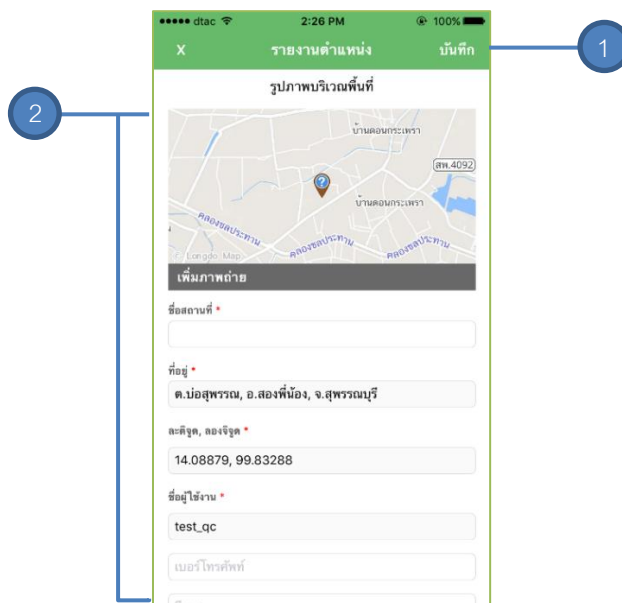 dtac 2:26 PM 100%
X รายงานตำแหน่ง บันทึก
1
รูปภาพบริเวณพื้นที่
2
บ้านดอนกระเพรา
สพ.4092
บ้านดอนกระเพรา
คลองชลประทาน
คลองชลประทาน
คลองชลประทาน
Longdo Map
เพิ่มภาพถ่าย
ชื่อสถานที่ *
ที่อยู่ *
ต.บ่อสุพรรณ, อ.สองพี่น้อง, จ.สุพรรณบุรี
ละติจูด, ลองจิจูด *
14.08879, 99.83288
ชื่อผู้ใช้งาน *
test_qc
เบอร์โทรศัพท์